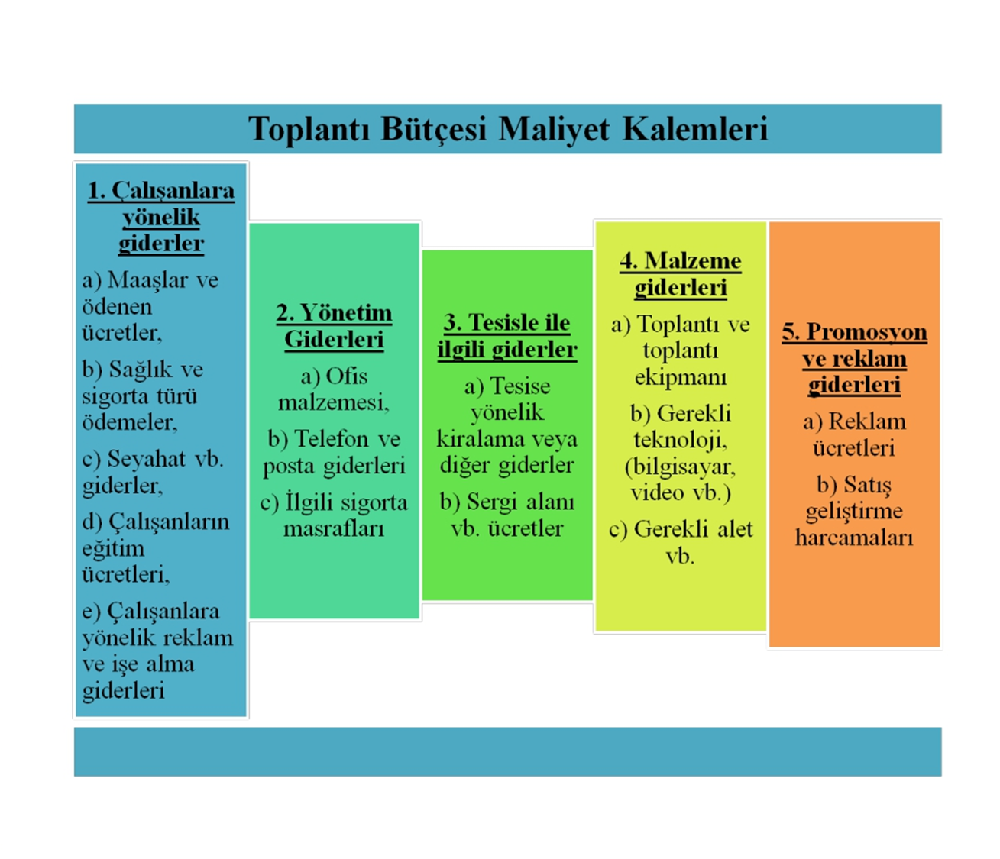 Toplantı Bütçesi Maliyet Kalemleri
1. Çalışanlara
yönelik
giderler
a) Maaşlar ve
ödenen
ücretler,
b) Sağlık ve
sigorta türü
ödemeler,
c) Seyahat vb.
giderler,
d) Çalışanların
eğitim
ücretleri,
e) Çalışanlara
yönelik reklam
ve işe alma
giderleri
2. Yönetim
Giderleri
a) Ofis
malzemesi,
b) Telefon ve
posta giderleri
c) İlgili sigorta
masrafları
3. Tesisle ile
ilgili giderler
a) Tesise
yönelik
kiralama veya
diğer giderler
b) Sergi alanı
vb. ücretler
4. Malzeme
giderleri
a) Toplantı ve
toplantı
ekipmanı
b) Gerekli
teknoloji,
(bilgisayar,
video vb.)
c) Gerekli alet
vb.
5. Promosyon
ve reklam
giderleri
a) Reklam
ücretleri
b) Satış
geliştirme
harcamaları